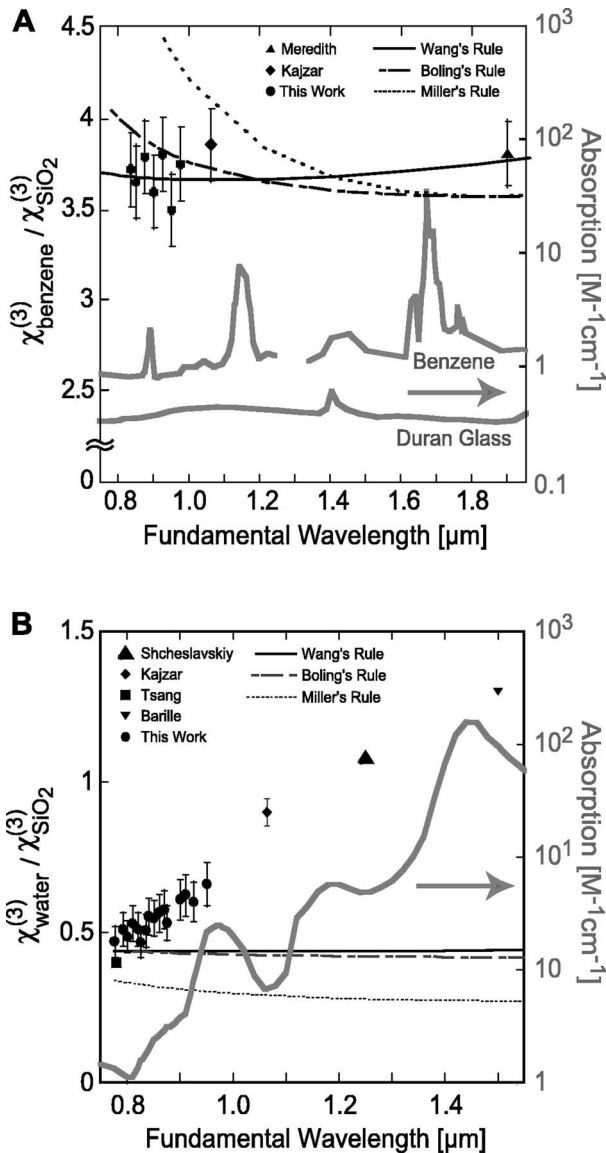 A
4.5
4
3.5
3
2.5
0
χ(3)benzene / χ(3)SiO2
Meredith
Kajzar
This Work
Wang's Rule
Boling's Rule
Miller's Rule
10³
10²
10
1
0.1
Absorption [M-1cm-1]
Benzene
Duran Glass
0.8 1.0 1.2 1.4 1.6 1.8
Fundamental Wavelength [µm]
B
1.5
1
0.5
0
χ(3)water / χ(3)SiO2
Shcheslavskiy
Kajzar
Tsang
Barille
This Work
Wang's Rule
Boling's Rule
Miller's Rule
10³
10²
10¹
10
1
Absorption [M-1cm-1]
0.8 1.0 1.2 1.4
Fundamental Wavelength [µm]